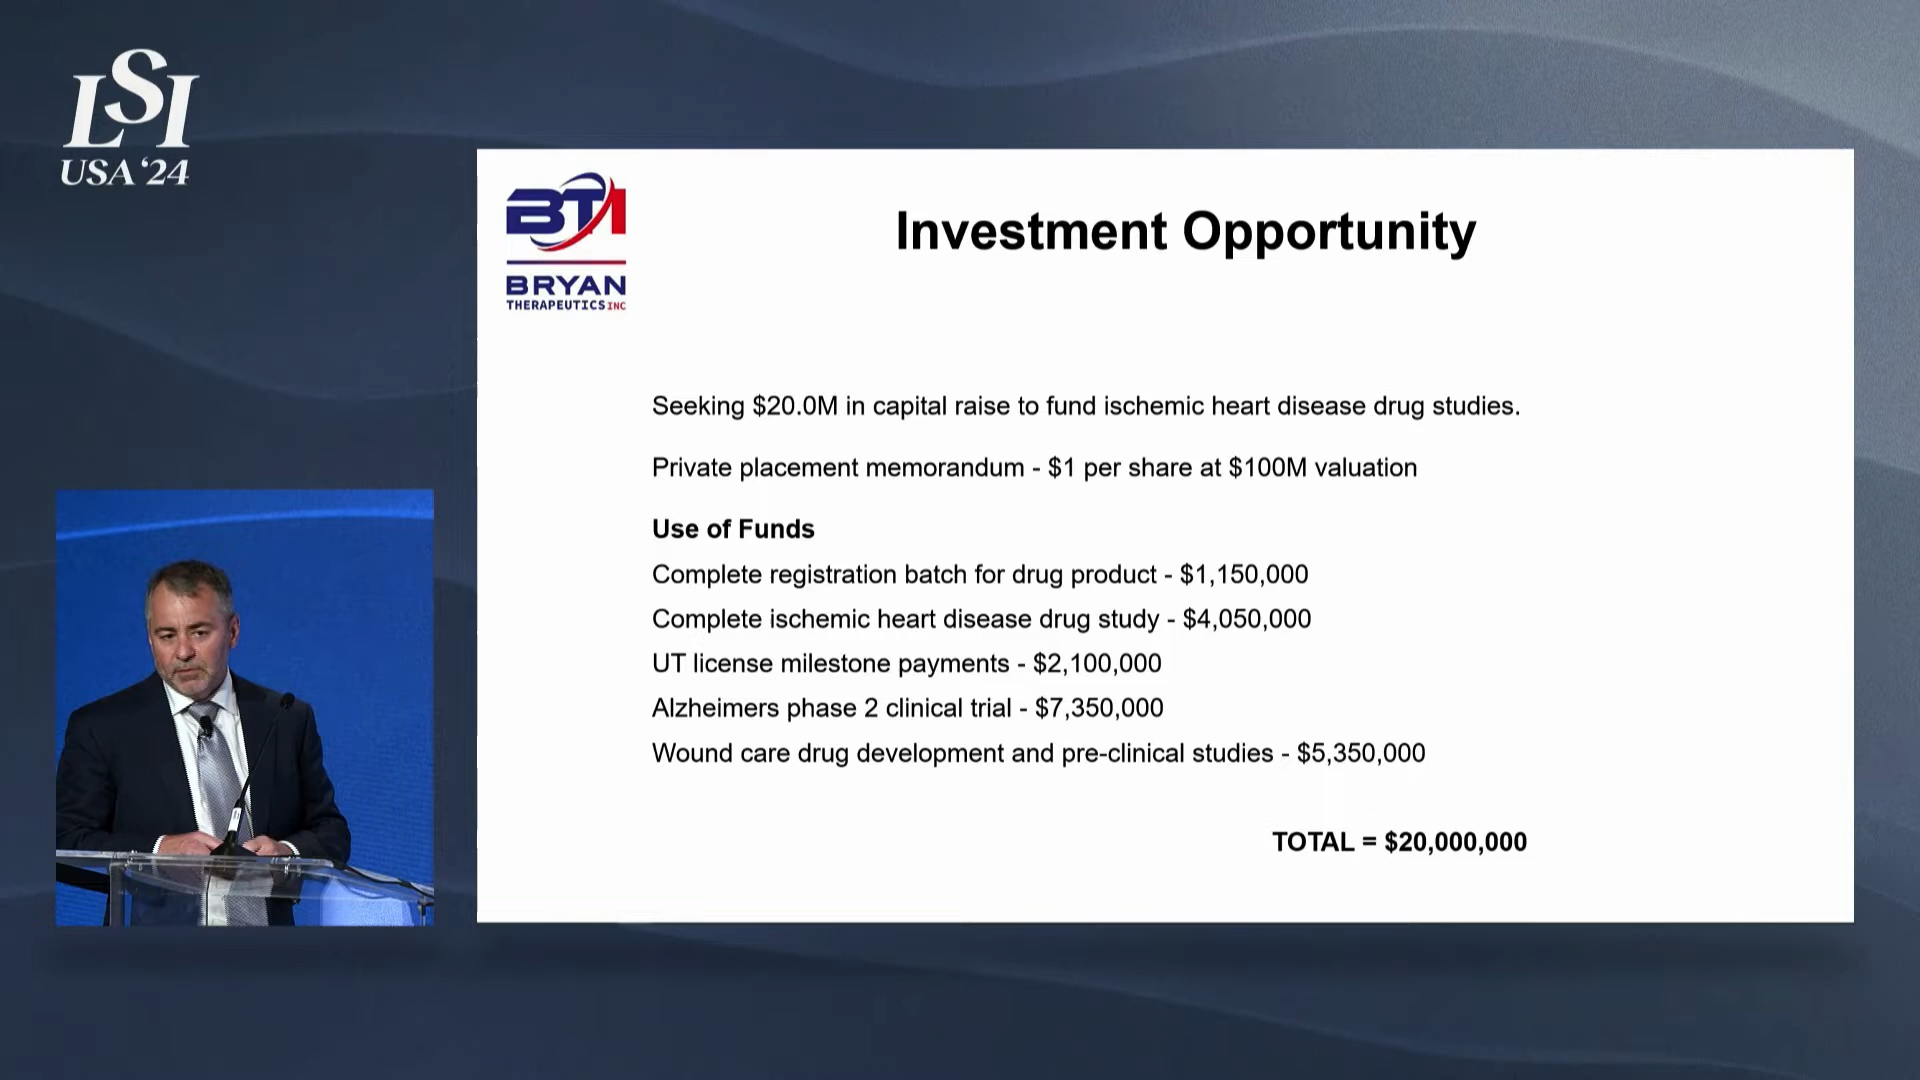 LSI
USA '24
BTI
BRYAN
THERAPEUTICS INC
Investment Opportunity
Seeking $20.0M in capital raise to fund ischemic heart disease drug studies.
Private placement memorandum - $1 per share at $100M valuation
Use of Funds
Complete registration batch for drug product - $1,150,000
Complete ischemic heart disease drug study - $4,050,000
UT license milestone payments - $2,100,000
Alzheimers phase 2 clinical trial - $7,350,000
Wound care drug development and pre-clinical studies - $5,350,000
TOTAL = $20,000,000